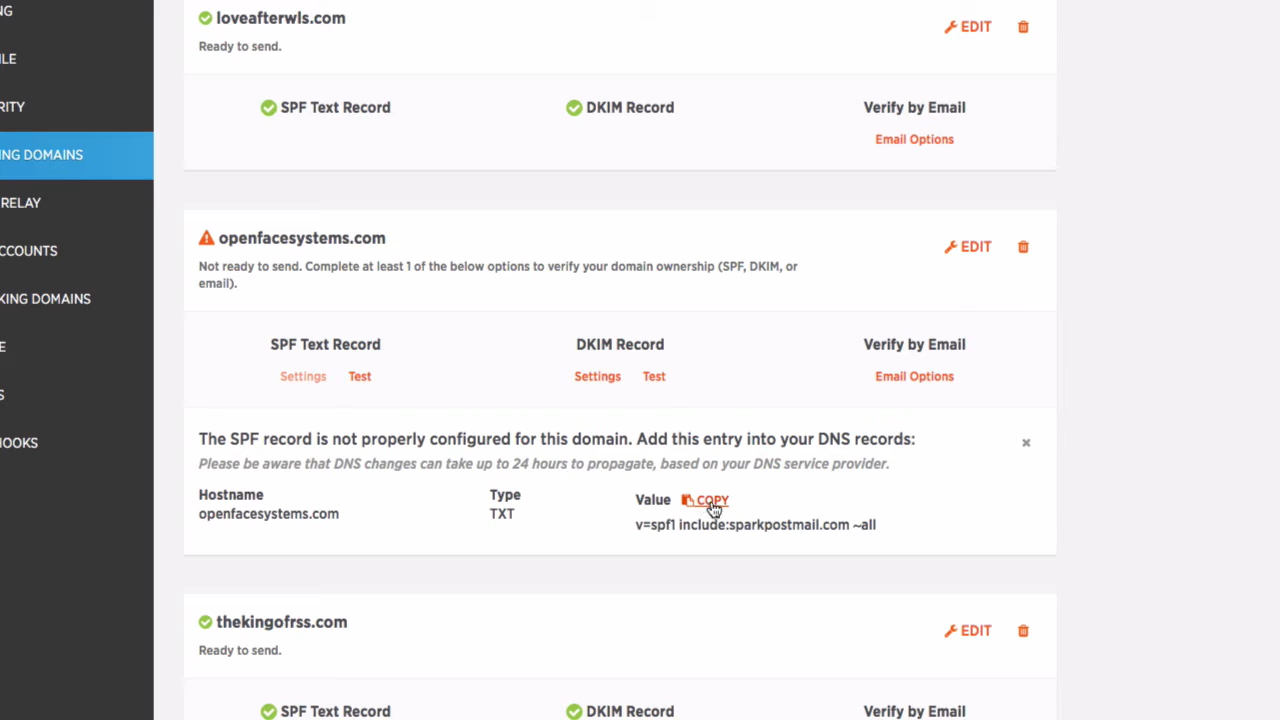 NG
loveafterwls.com
EDIT
Ready to send.
ILE
RITY
SPF Text Record
DKIM Record
Verify by Email
Email Options
NG DOMAINS
RELAY
openfacesystems.com
EDIT
CCOUNTS
Not ready to send. Complete at least 1 of the below options to verify your domain ownership (SPF, DKIM, or
email).
KING DOMAINS
E
SPF Text Record
DKIM Record
Verify by Email
Settings Test
Settings Test
Email Options
S
The SPF record is not properly configured for this domain. Add this entry into your DNS records:
HOOKS
Please be aware that DNS changes can take up to 24 hours to propagate, based on your DNS service provider.
Hostname
Type
Value COPY
openfacesystems.com
TXT
v=spf1 include:sparkpostmail.com ~all
thekingofrss.com
EDIT
Ready to send.
SPF Text Record
DKIM Record
Verify by Email